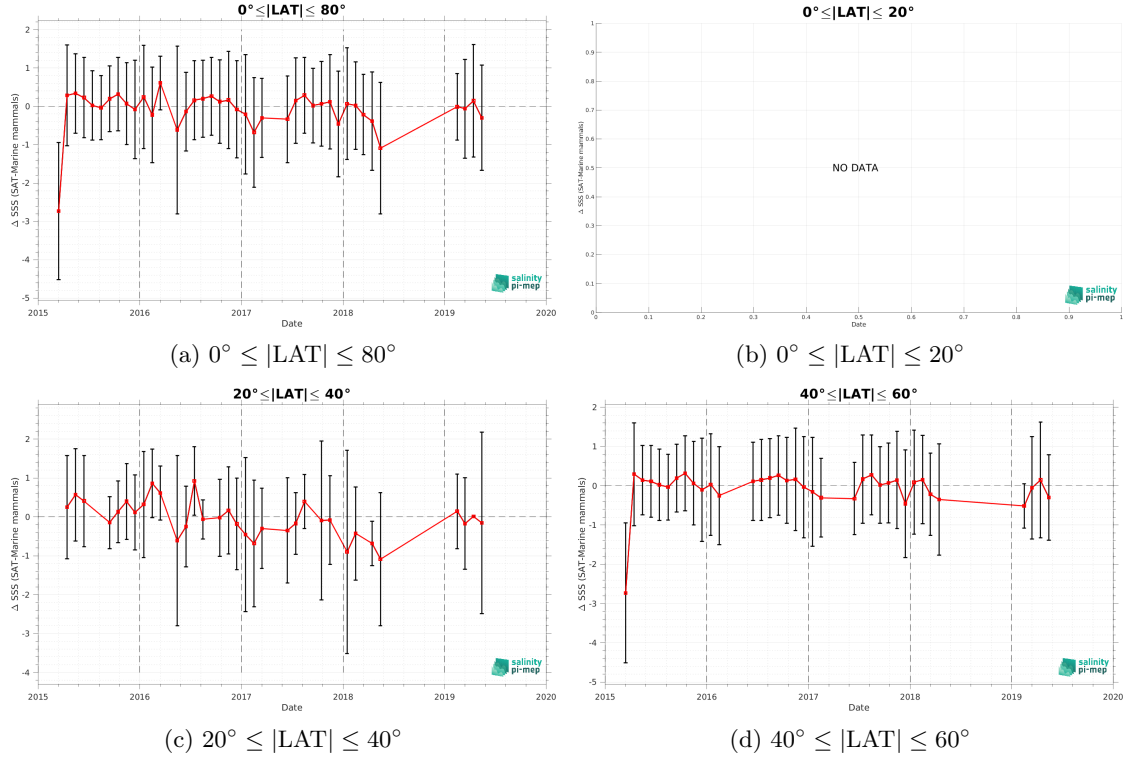 0°≤|LAT|≤ 80°
Δ SSS (SAT-Marine mammals)
2
1
0
-1
-2
-3
-4
-5
2015 2016 2017 2018 2019 2020
Date
salinity
pi-mep
(a) 0° ≤ |LAT| ≤ 80°
0°≤|LAT|≤ 20°
Δ SSS (SAT-Marine mammals)
1
0.9
0.8
0.7
0.6
0.5
0.4
0.3
0.2
0.1
0
NO DATA
0 0.1 0.2 0.3 0.4 0.5 0.6 0.7 0.8 0.9 1
Date
salinity
pi-mep
(b) 0° ≤ |LAT| ≤ 20°
20°≤|LAT|≤ 40°
Δ SSS (SAT-Marine mammals)
2
1
0
-1
-2
-3
-4
2015 2016 2017 2018 2019 2020
Date
salinity
pi-mep
(c) 20° ≤ |LAT| ≤ 40°
40°≤|LAT|≤ 60°
Δ SSS (SAT-Marine mammals)
2
1
0
-1
-2
-3
-4
-5
2015 2016 2017 2018 2019 2020
Date
salinity
pi-mep
(d) 40° ≤ |LAT| ≤ 60°